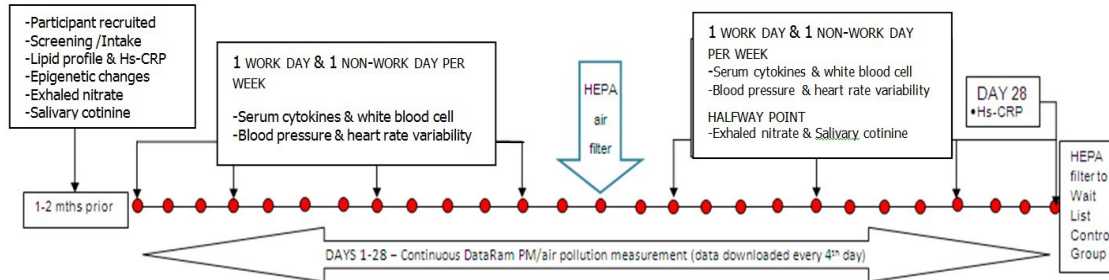 -Participant recruited
-Screening /Intake
-Lipid profile & Hs-CRP
-Epigenetic changes
-Exhaled nitrate
-Salivary cotinine
1 WORK DAY & 1 NON-WORK DAY PER
WEEK
-Serum cytokines & white blood cell
-Blood pressure & heart rate variability
HEPA
air
filter
1 WORK DAY & 1 NON-WORK DAY
PER WEEK
-Serum cytokines & white blood cell
-Blood pressure & heart rate variability
HALFWAY POINT
-Exhaled nitrate & Salivary cotinine
DAY 28
•Hs-CRP
1-2 mths prior
HEPA
filter to
Wait
List
Contro
Group
DAYS 1-28 – Continuous DataRam PM/air pollution measurement (data downloaded every 4th day)